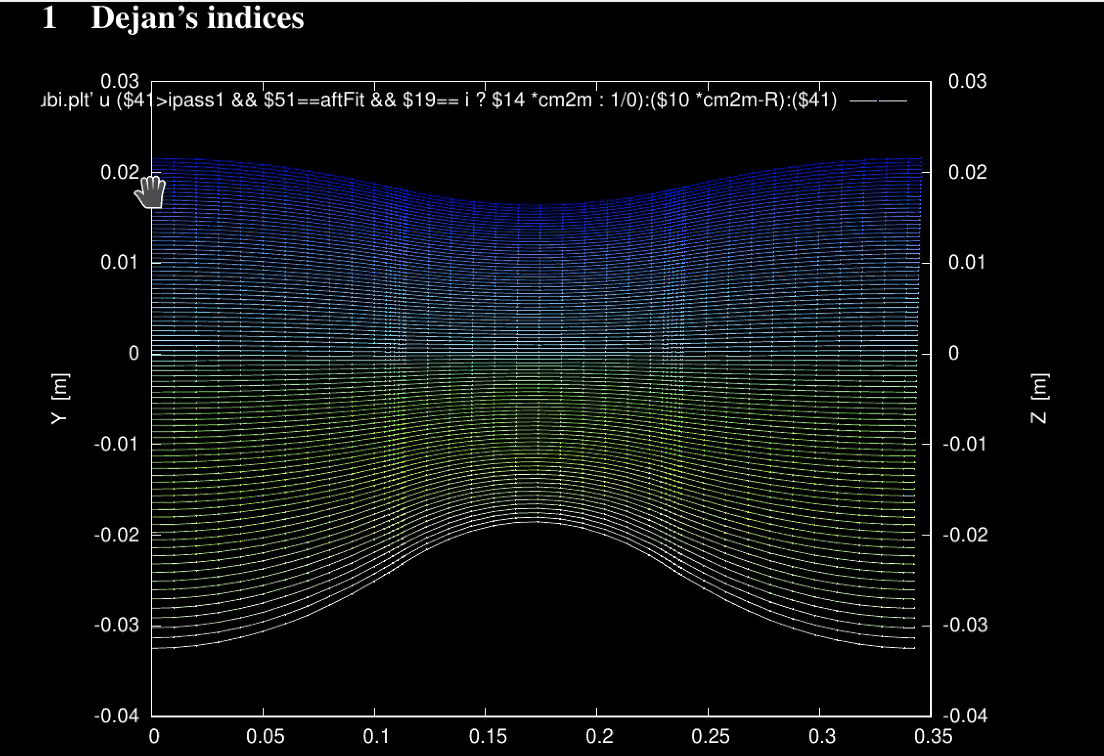 1 Dejan's indices
ubi.plt' u ($41>ipass1 && $51==aftFit && $19== i ? $14 *cm2m : 1/0):($10 *cm2m-R):($41)
0.03 0.03
0.02 0.02
0.01 0.01
0 0
-0.01 -0.01
-0.02 -0.02
-0.03 -0.03
-0.04 -0.04
Y [m]
Z [m]
0 0.05 0.1 0.15 0.2 0.25 0.3 0.35